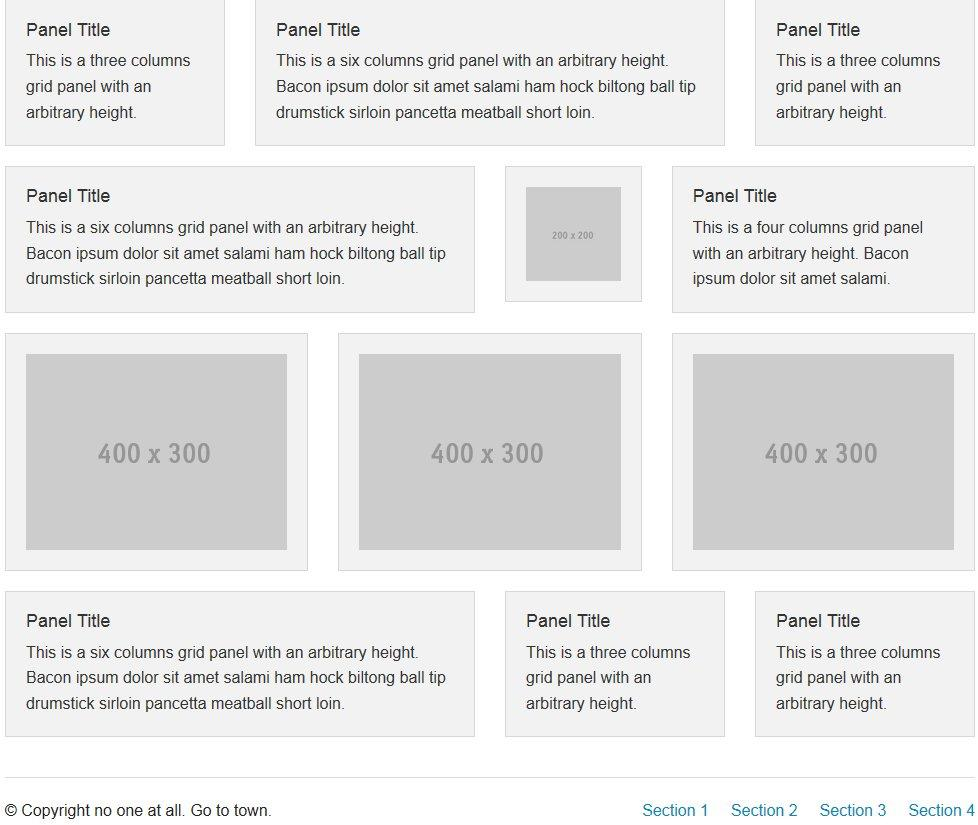 Panel Title
This is a three columns
grid panel with an
arbitrary height.
Panel Title
This is a six columns grid panel with an arbitrary height.
Bacon ipsum dolor sit amet salami ham hock biltong ball tip
drumstick sirloin pancetta meatball short loin.
Panel Title
This is a three columns
grid panel with an
arbitrary height.
Panel Title
This is a six columns grid panel with an arbitrary height.
Bacon ipsum dolor sit amet salami ham hock biltong ball tip
drumstick sirloin pancetta meatball short loin.
200 x 200
Panel Title
This is a four columns grid panel
with an arbitrary height. Bacon
ipsum dolor sit amet salami.
400 x 300
400 x 300
400 x 300
Panel Title
This is a six columns grid panel with an arbitrary height.
Bacon ipsum dolor sit amet salami ham hock biltong ball tip
drumstick sirloin pancetta meatball short loin.
Panel Title
This is a three columns
grid panel with an
arbitrary height.
Panel Title
This is a three columns
grid panel with an
arbitrary height.
© Copyright no one at all. Go to town.
Section 1 Section 2 Section 3 Section 4